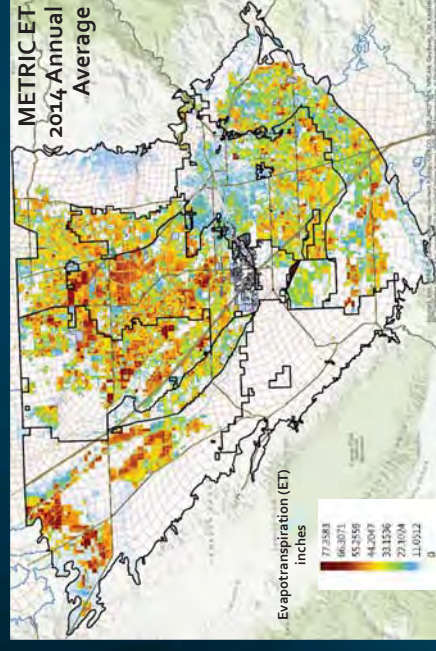 METRIC ET
2014 Annual
Average
Evapotranspiration (ET)
inches
77.3583
66.3071
55.2559
44.2047
33.1536
22.1024
11.0512
0